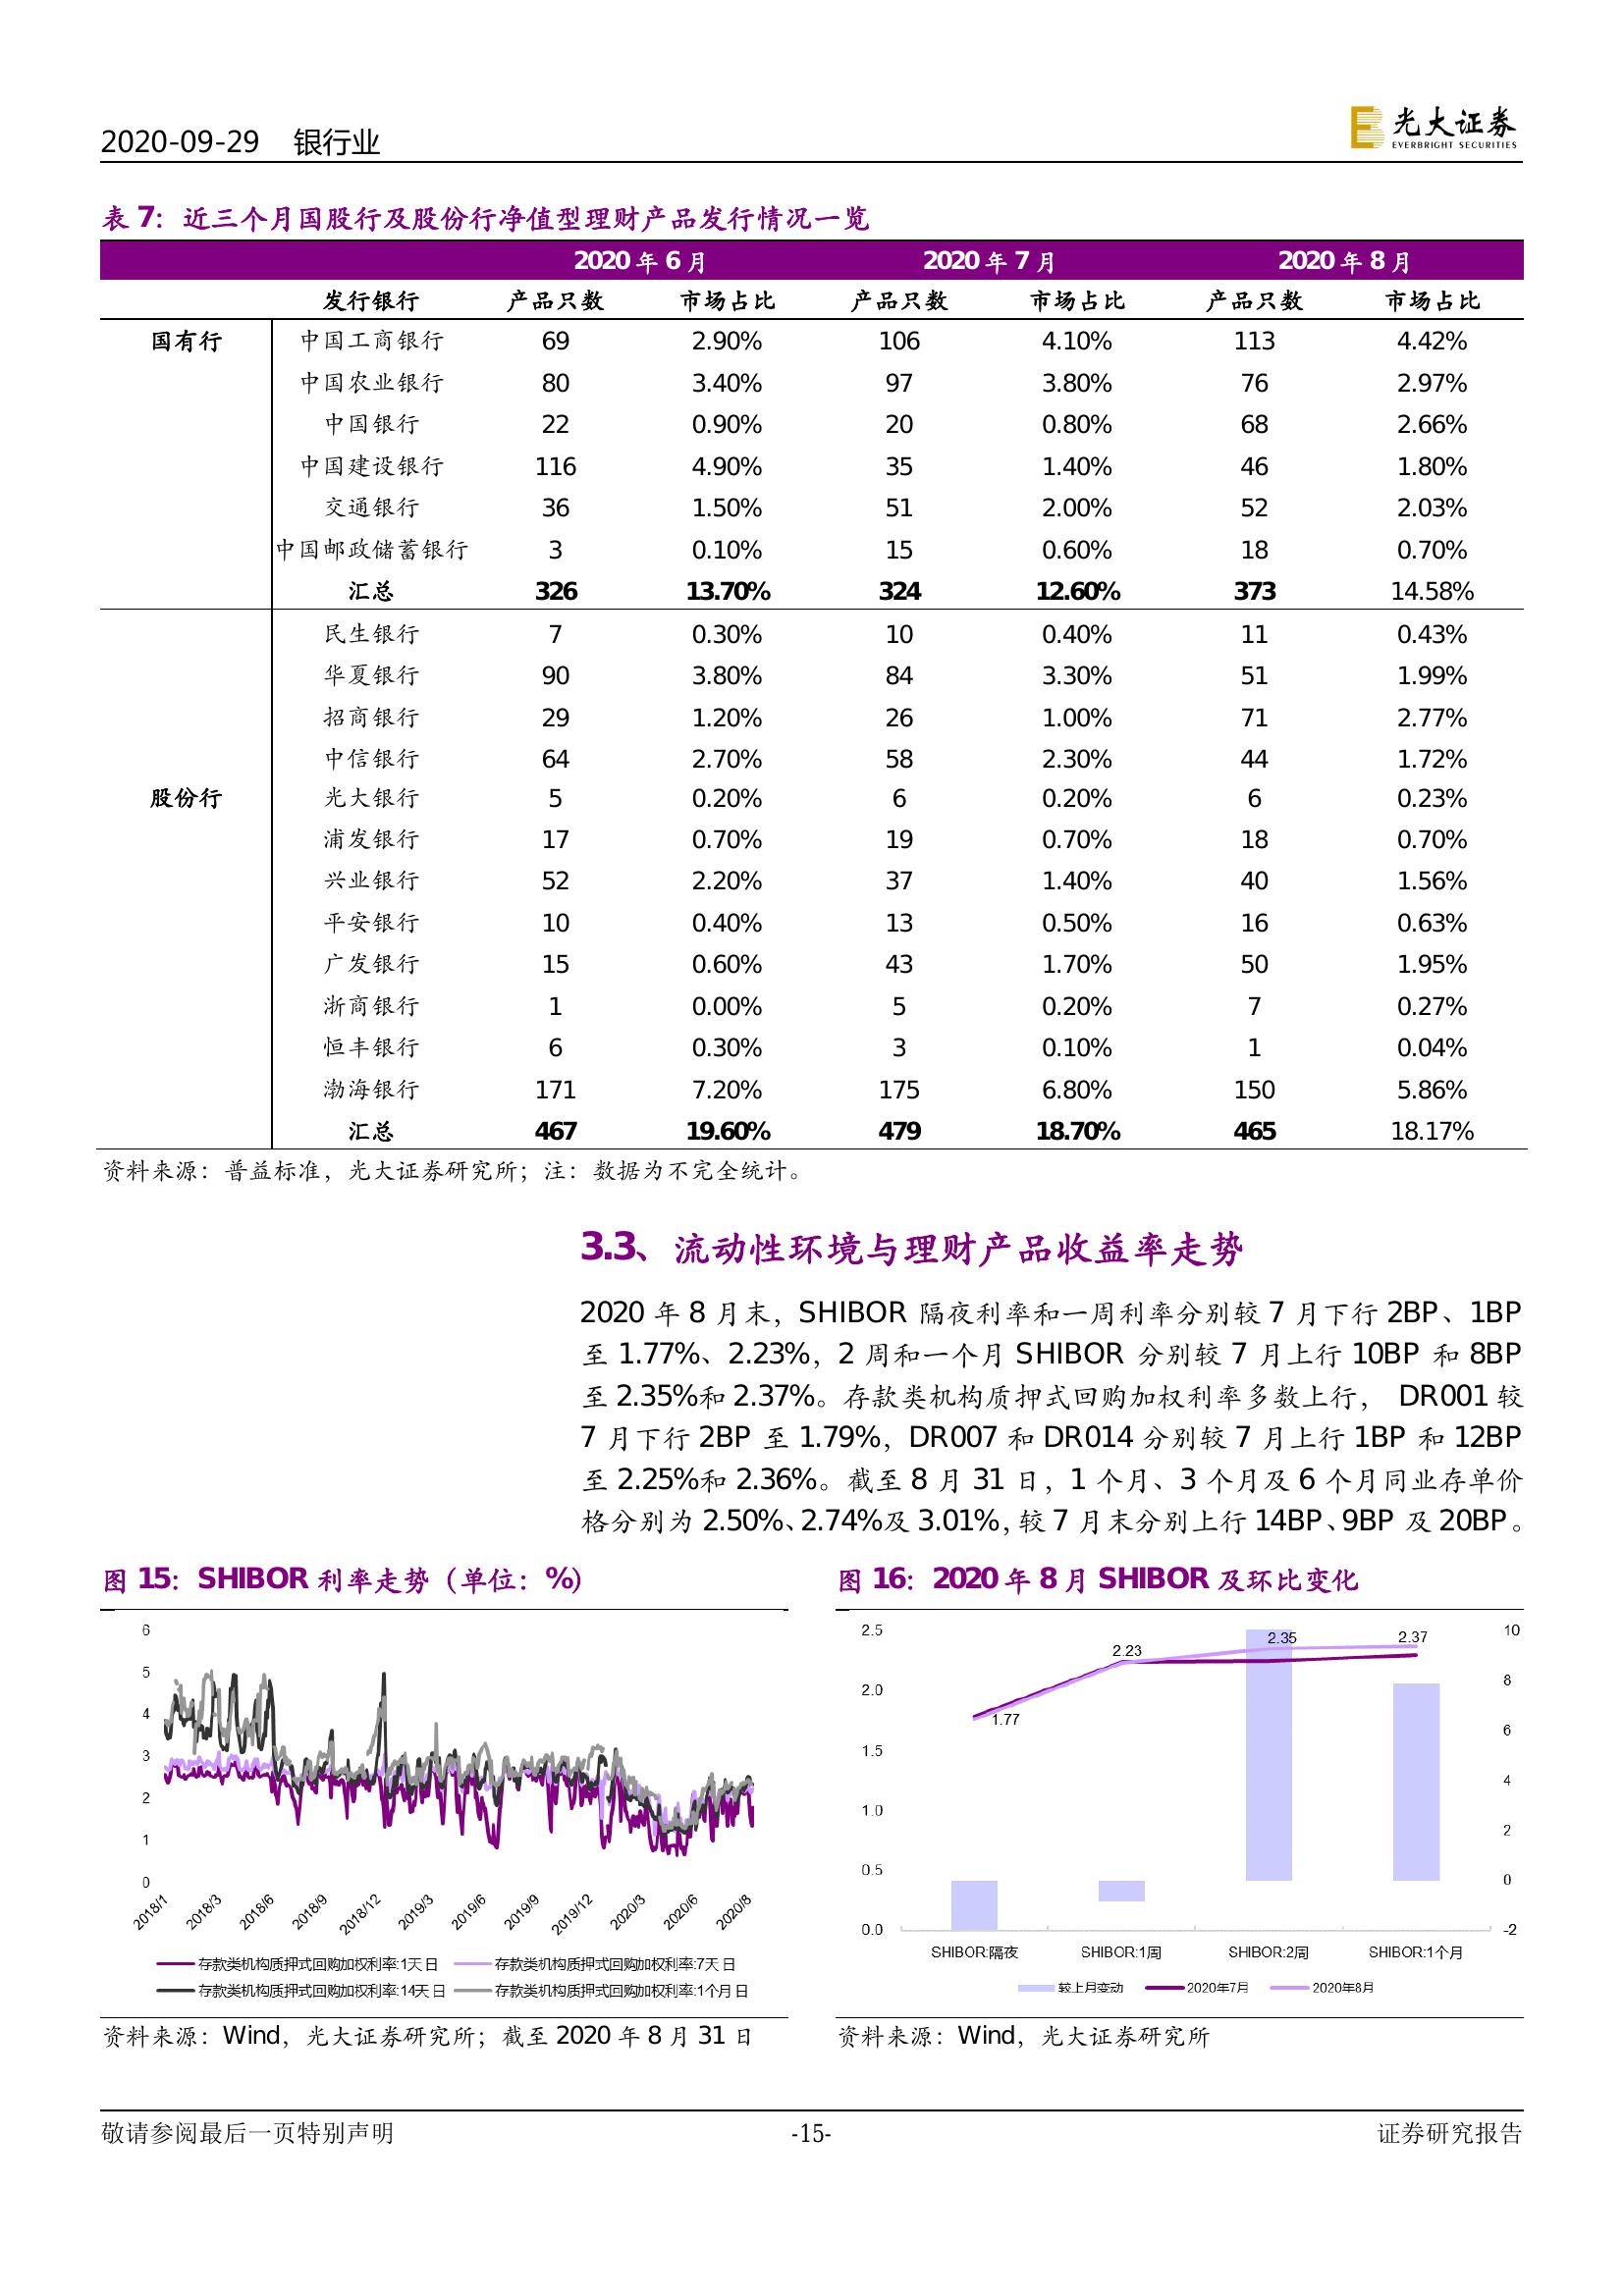 2020-09-29 银行业
光大证券
EVERBRIGHT SECURITIES
表 7：近三个月国股行及股份行净值型理财产品发行情况一览
2020 年 6 月 2020 年 7 月 2020 年 8 月
发行银行 产品只数 市场占比 产品只数 市场占比 产品只数 市场占比
国有行 中国工商银行 69 2.90% 106 4.10% 113 4.42%
中国农业银行 80 3.40% 97 3.80% 76 2.97%
中国银行 22 0.90% 20 0.80% 68 2.66%
中国建设银行 116 4.90% 35 1.40% 46 1.80%
交通银行 36 1.50% 51 2.00% 52 2.03%
中国邮政储蓄银行 3 0.10% 15 0.60% 18 0.70%
汇总 326 13.70% 324 12.60% 373 14.58%
民生银行 7 0.30% 10 0.40% 11 0.43%
华夏银行 90 3.80% 84 3.30% 51 1.99%
招商银行 29 1.20% 26 1.00% 71 2.77%
中信银行 64 2.70% 58 2.30% 44 1.72%
股份行 光大银行 5 0.20% 6 0.20% 6 0.23%
浦发银行 17 0.70% 19 0.70% 18 0.70%
兴业银行 52 2.20% 37 1.40% 40 1.56%
平安银行 10 0.40% 13 0.50% 16 0.63%
广发银行 15 0.60% 43 1.70% 50 1.95%
浙商银行 1 0.00% 5 0.20% 7 0.27%
恒丰银行 6 0.30% 3 0.10% 1 0.04%
渤海银行 171 7.20% 175 6.80% 150 5.86%
汇总 467 19.60% 479 18.70% 465 18.17%
资料来源：普益标准，光大证券研究所；注：数据为不完全统计。
3.3、流动性环境与理财产品收益率走势
2020 年 8 月末，SHIBOR 隔夜利率和一周利率分别较 7 月下行 2BP、1BP
至 1.77%、2.23%，2 周和一个月 SHIBOR 分别较 7 月上行 10BP 和 8BP
至 2.35%和 2.37%。存款类机构质押式回购加权利率多数上行， DR001 较
7 月下行 2BP 至 1.79%，DR007 和 DR014 分别较 7 月上行 1BP 和 12BP
至 2.25%和 2.36%。截至 8 月 31 日，1 个月、3 个月及 6 个月同业存单价
格分别为 2.50%、2.74%及 3.01%，较 7 月末分别上行 14BP、9BP 及 20BP。
图 15：SHIBOR 利率走势（单位：%）
6
5
4
3
2
1
0
2018/1 2018/3 2018/6 2018/9 2018/12 2019/3 2019/6 2019/9 2019/12 2020/3 2020/6 2020/8
存款类机构质押式回购加权利率:1天 日 存款类机构质押式回购加权利率:7天 日
存款类机构质押式回购加权利率:14天 日 存款类机构质押式回购加权利率:1个月 日
资料来源：Wind，光大证券研究所；截至 2020 年 8 月 31 日
图 16：2020 年 8 月 SHIBOR 及环比变化
2.5 2.35 2.37 10
2.23
2.0 8
1.77
6
1.5
4
1.0
2
0.5 0
0.0 -2
SHIBOR:隔夜 SHIBOR:1周 SHIBOR:2周 SHIBOR:1个月
较上月变动 2020年7月 2020年8月
资料来源：Wind，光大证券研究所
敬请参阅最后一页特别声明 -15- 证券研究报告